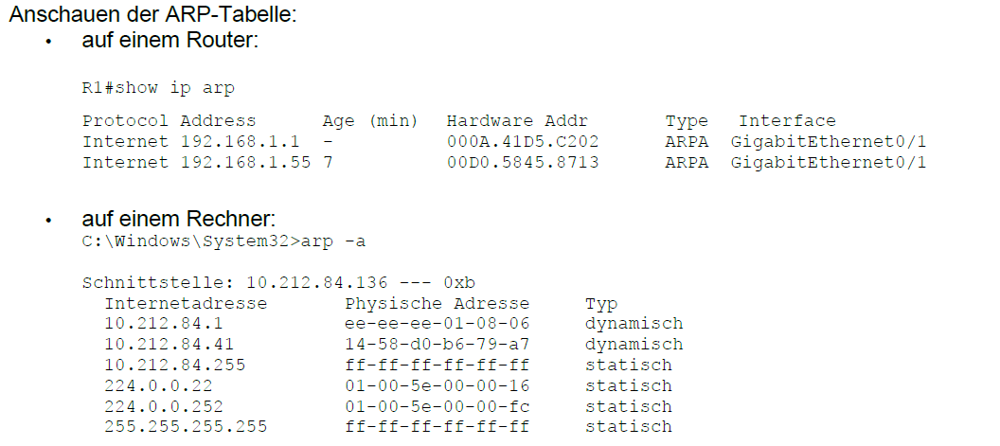 Anschauen der ARP-Tabelle:
• auf einem Router:
R1#show ip arp
Protocol Address Age (min) Hardware Addr Type Interface
Internet 192.168.1.1 - 000A.41D5.C202 ARPA GigabitEthernet0/1
Internet 192.168.1.55 7 00D0.5845.8713 ARPA GigabitEthernet0/1
• auf einem Rechner:
C:\Windows\System32>arp -a
Schnittstelle: 10.212.84.136 --- 0xb
Internetadresse Physische Adresse Typ
10.212.84.1 ee-ee-ee-01-08-06 dynamisch
10.212.84.41 14-58-d0-b6-79-a7 dynamisch
10.212.84.255 ff-ff-ff-ff-ff-ff statisch
224.0.0.22 01-00-5e-00-00-16 statisch
224.0.0.252 01-00-5e-00-00-fc statisch
255.255.255.255 ff-ff-ff-ff-ff-ff statisch